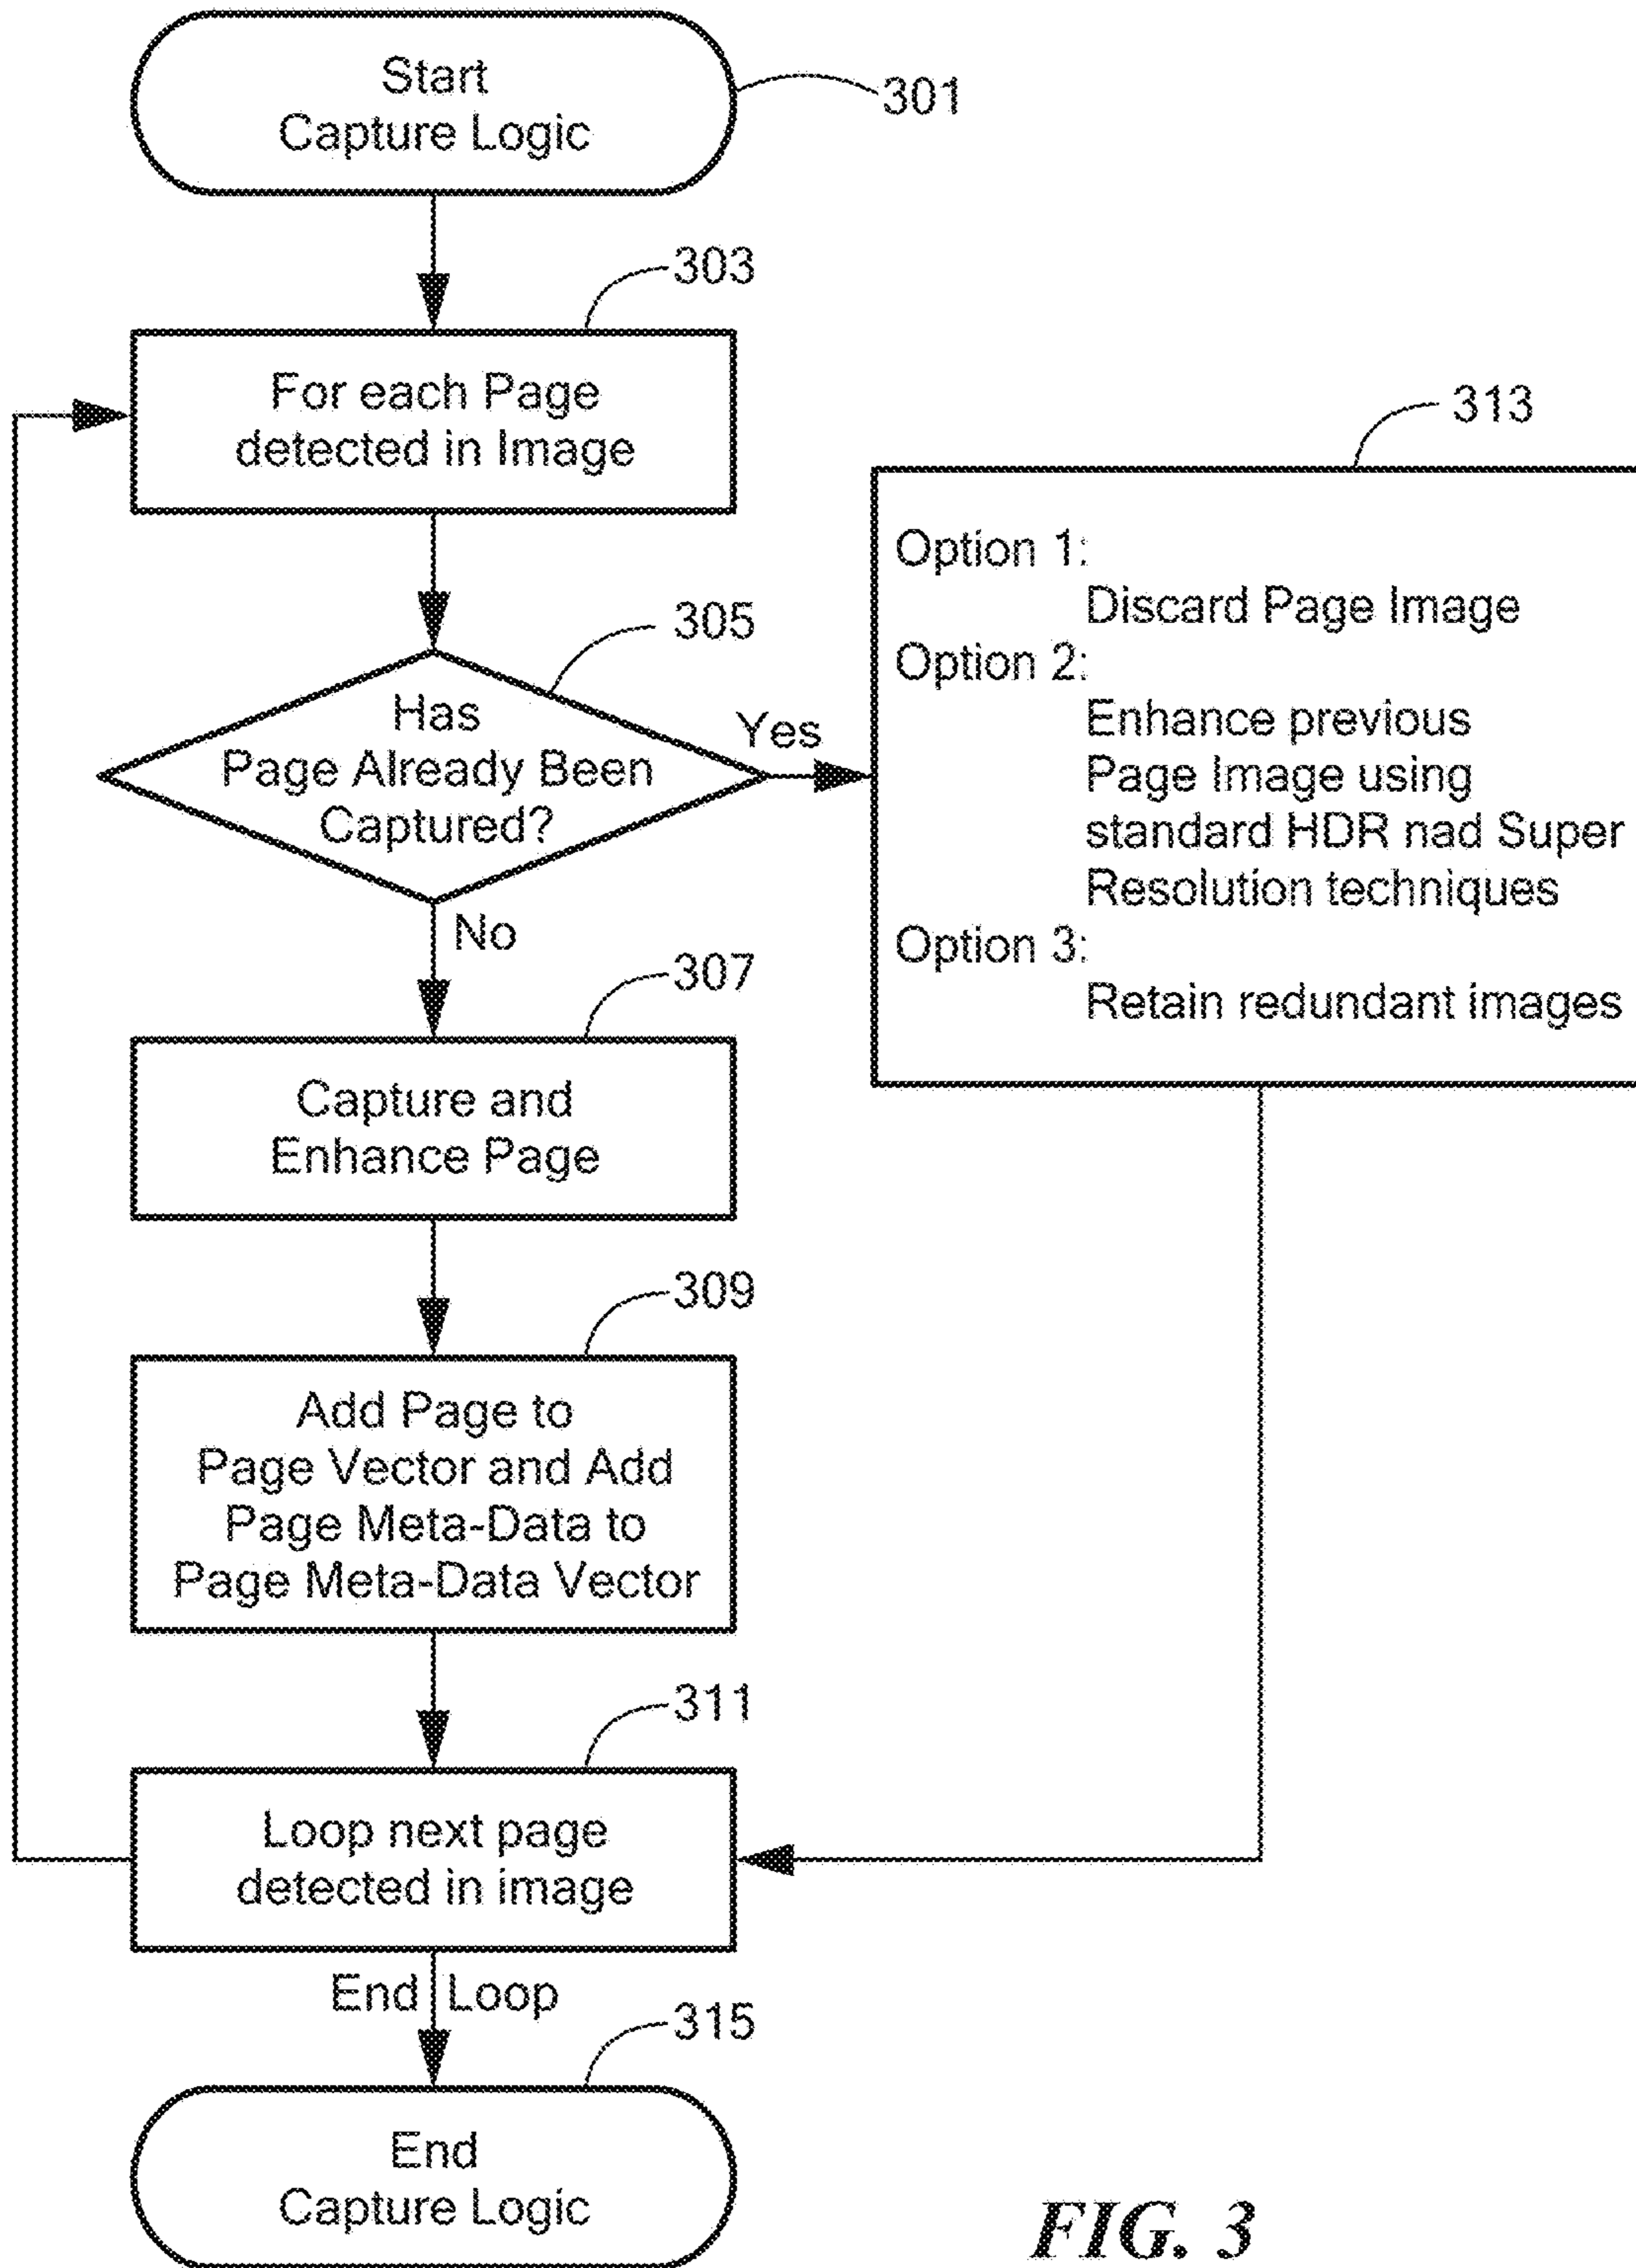 Start
Capture Logic
301
303
For each Page
detected in Image
305
Has
Page Already Been
Captured?
Yes
313
Option 1:
Discard Page Image
Option 2:
Enhance previous
Page Image using
standard HDR nad Super
Resolution techniques
Option 3:
Retain redundant images
No
307
Capture and
Enhance Page
309
Add Page to
Page Vector and Add
Page Meta-Data to
Page Meta-Data Vector
311
Loop next page
detected in image
End Loop
315
End
Capture Logic
FIG. 3